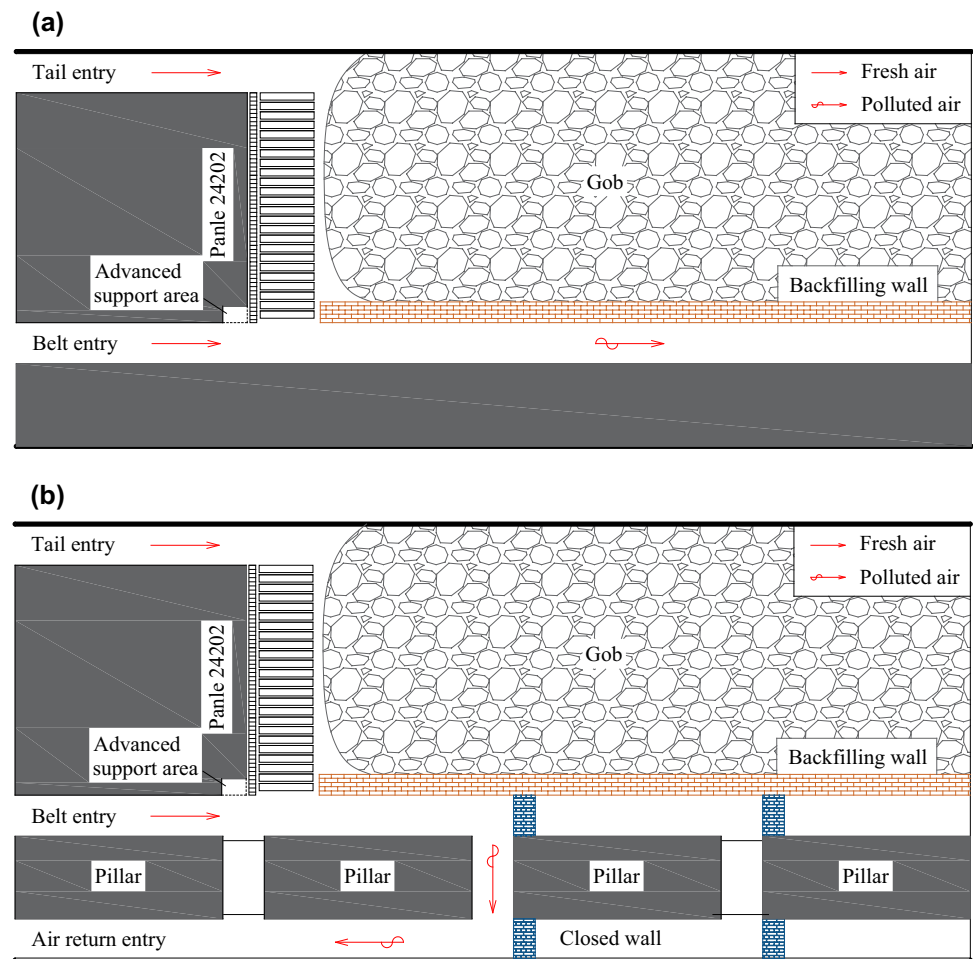 (a)
Tail entry
Fresh air
Polluted air
Panle 24202
Gob
Advanced
support area
Backfilling wall
Belt entry
(b)
Tail entry
Fresh air
Polluted air
Panle 24202
Gob
Advanced
support area
Backfilling wall
Belt entry
Pillar
Pillar
Pillar
Pillar
Air return entry
Closed wall